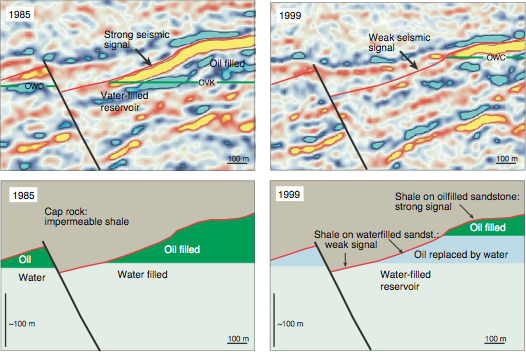 1985
Strong seismic
signal
Oil filled
OWC
OVK
Vater-filled
reservoir
100 m
1999
Weak seismic
signal
OWC
100 m
1985
Cap rock:
impermeable shale
Oil filled
Oil
Water
Water filled
~100 m
100 m
1999
Shale on oilfilled sandstone:
strong signal
Shale on waterfilled sandst.:
weak signal
Oil filled
Oil replaced by water
Water-filled
reservoir
~100 m
100 m